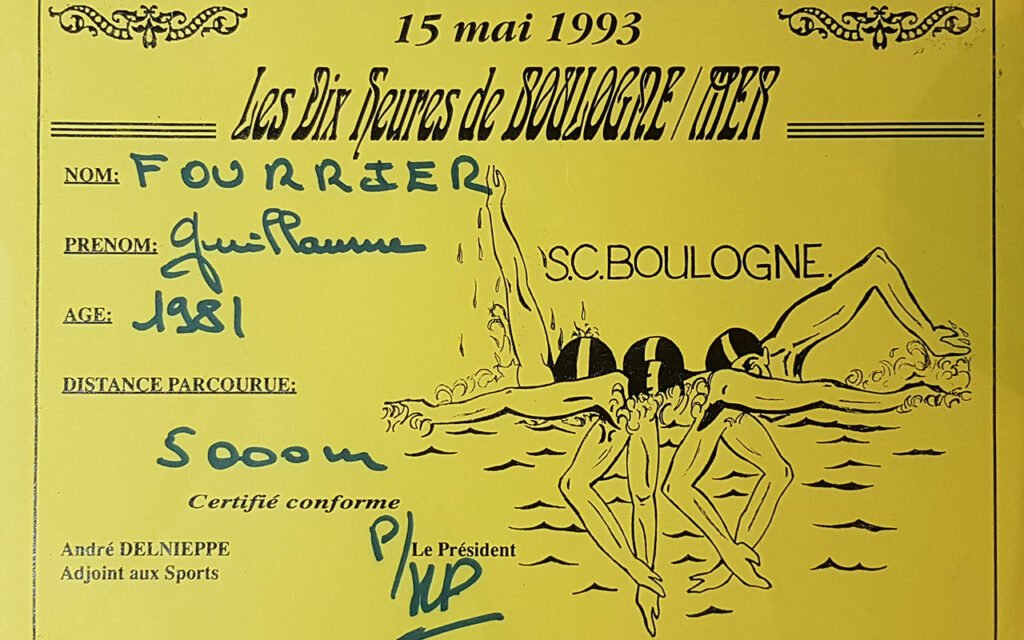 15 mai 1993
Les Dix Heures de BOULOGNE / MER
NOM: FOURRIER
PRENOM: Guillaume
S.C.BOULOGNE.
AGE: 1981
DISTANCE PARCOURUE:
5000m
Certifié conforme
André DELNIEPPE
Adjoint aux Sports
P/Le Président